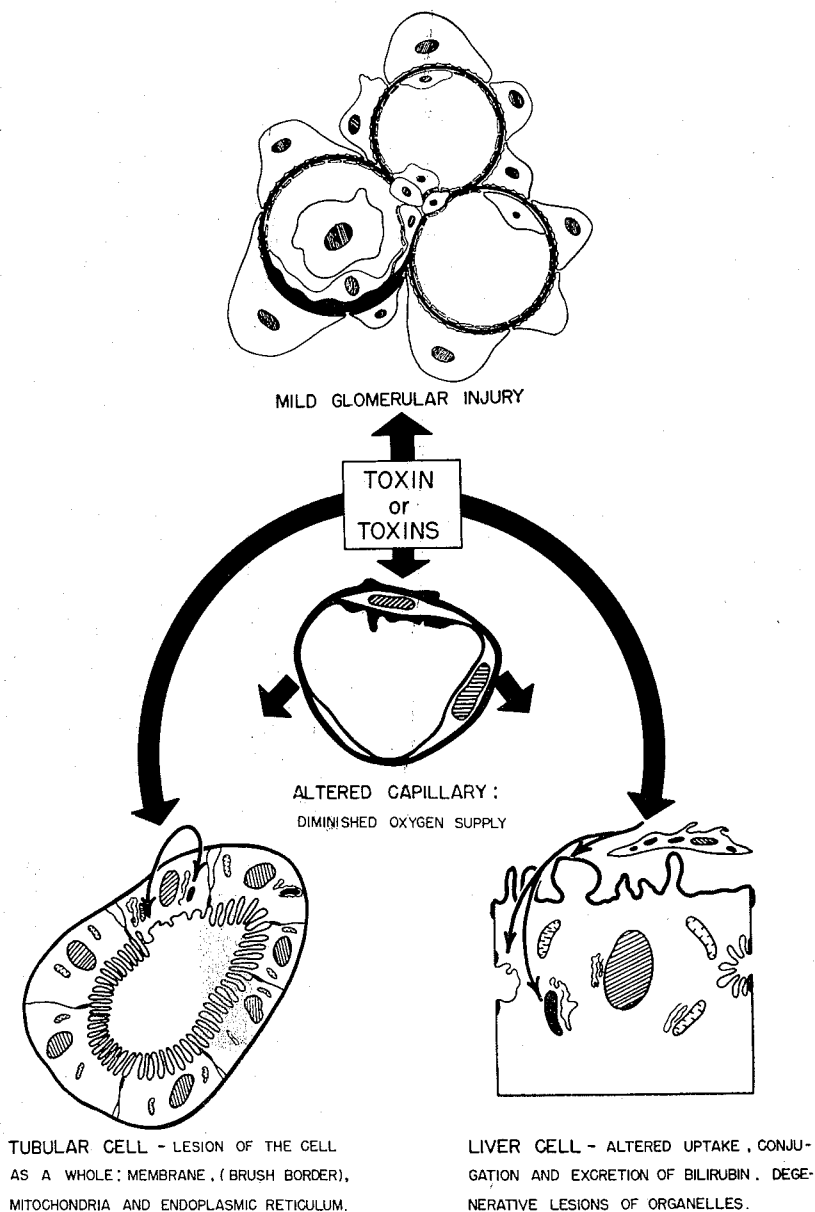 MILD GLOMERULAR INJURY
TOXIN
or
TOXINS
ALTERED CAPILLARY:
DIMINISHED OXYGEN SUPPLY
TUBULAR CELL - LESION OF THE CELL
AS A WHOLE: MEMBRANE, (BRUSH BORDER),
MITOCHONDRIA AND ENDOPLASMIC RETICULUM.
LIVER CELL - ALTERED UPTAKE, CONJU-
GATION AND EXCRETION OF BILIRUBIN. DEGE-
NERATIVE LESIONS OF ORGANELLES.